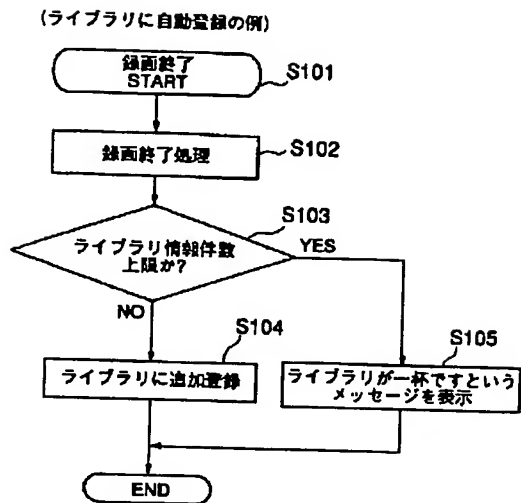 (ライブラリに自動登録の例)
録画終了
START
S101
録画終了処理
S102
S103
ライブラリ情報件数
上限か?
YES
NO
S104
ライブラリに追加登録
S105
ライブラリが一杯ですという
メッセージを表示
END